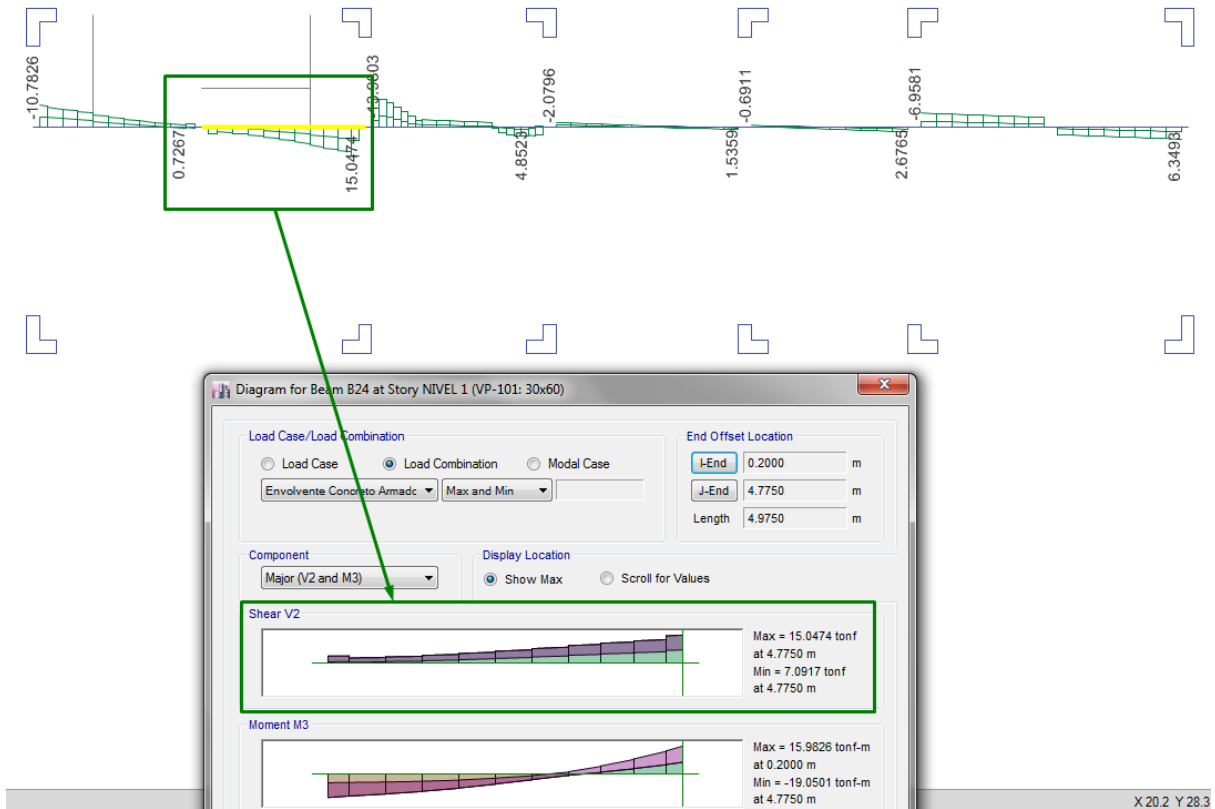 -10.7826
0.7267
15.0474
4.8523
-2.0796
-0.6911
1.5359
2.6765
-6.9581
6.3493
Diagram for Beam B24 at Story NIVEL 1 (VP-101: 30x60)
Load Case/Load Combination
Load Case
Load Combination
Modal Case
Envolvente Concreto Armadc
Max and Min
End Offset Location
I-End
0.2000
m
J-End
4.7750
m
Length
4.9750
m
Component
Major (V2 and M3)
Display Location
Show Max
Scroll for Values
Shear V2
Max = 15.0474 tonf
at 4.7750 m
Min = 7.0917 tonf
at 4.7750 m
Moment M3
Max = 15.9826 tonf-m
at 0.2000 m
Min = -19.0501 tonf-m
at 4.7750 m
X 20.2 Y 28.3